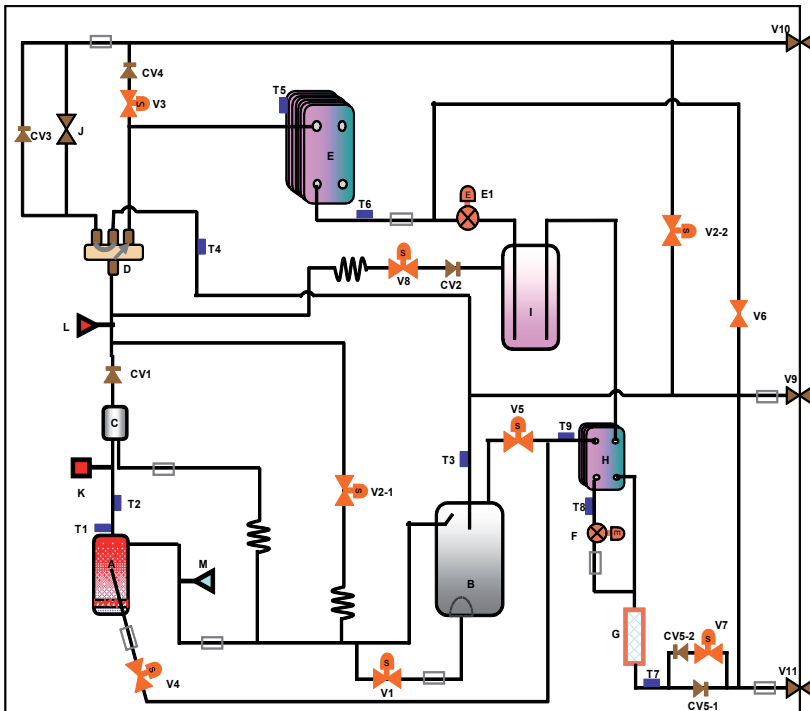 V10
CV4
T5
V3
CV3
J
E
E1
E
T6
S
T4
D
S
V2-2
S
V8
CV2
I
V6
L
CV1
V9
C
V5
S
T9
T3
H
K
T2
S
V2-1
T8
T1
F
E
A
M
B
G
CV5-2
V7
S
S
V4
S
V1
T7
CV5-1
V11